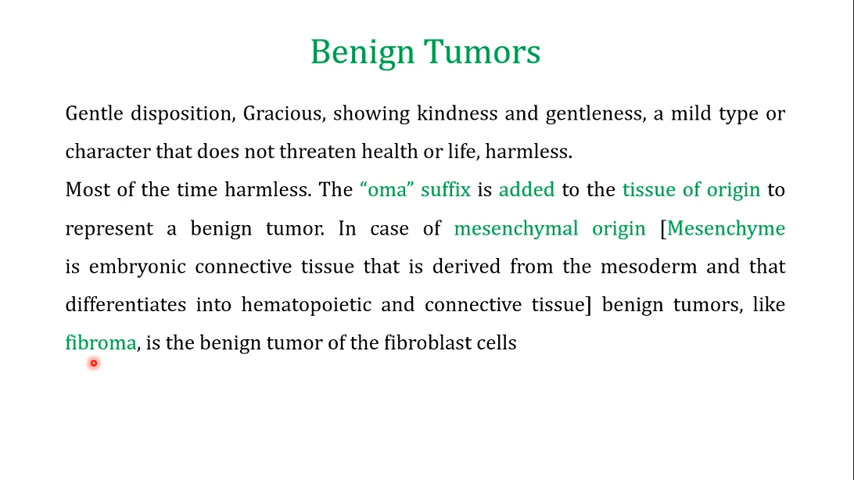 Benign Tumors
Gentle disposition, Gracious, showing kindness and gentleness, a mild type or
character that does not threaten health or life, harmless.
Most of the time harmless. The “oma” suffix is added to the tissue of origin to
represent a benign tumor. In case of mesenchymal origin [Mesenchyme
is embryonic connective tissue that is derived from the mesoderm and that
differentiates into hematopoietic and connective tissue] benign tumors, like
fibroma, is the benign tumor of the fibroblast cells